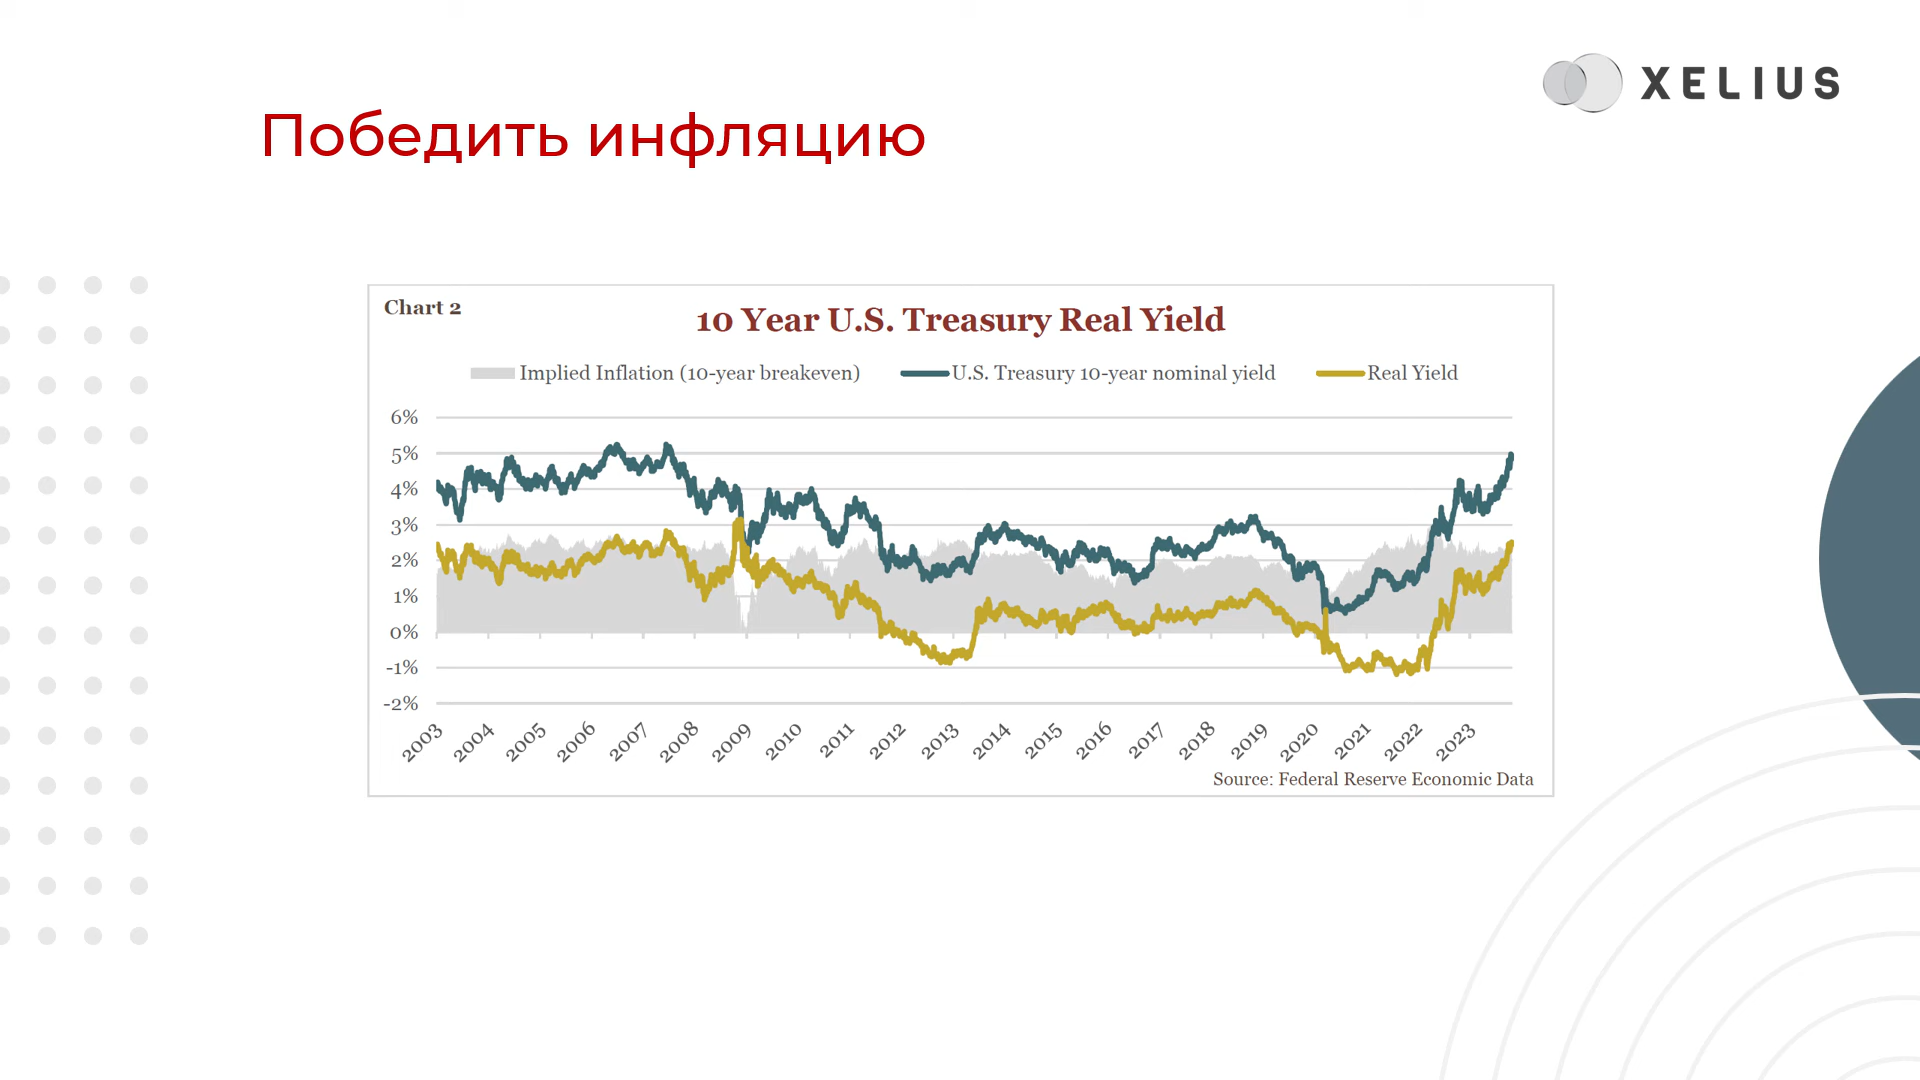 XELIUS
Победить инфляцию
Chart 2
10 Year U.S. Treasury Real Yield
Implied Inflation (10-year breakeven) U.S. Treasury 10-year nominal yield Real Yield
6%
5%
4%
3%
2%
1%
0%
-1%
-2%
2003 2004 2005 2006 2007 2008 2009 2010 2011 2012 2013 2014 2015 2016 2017 2018 2019 2020 2021 2022 2023
Source: Federal Reserve Economic Data